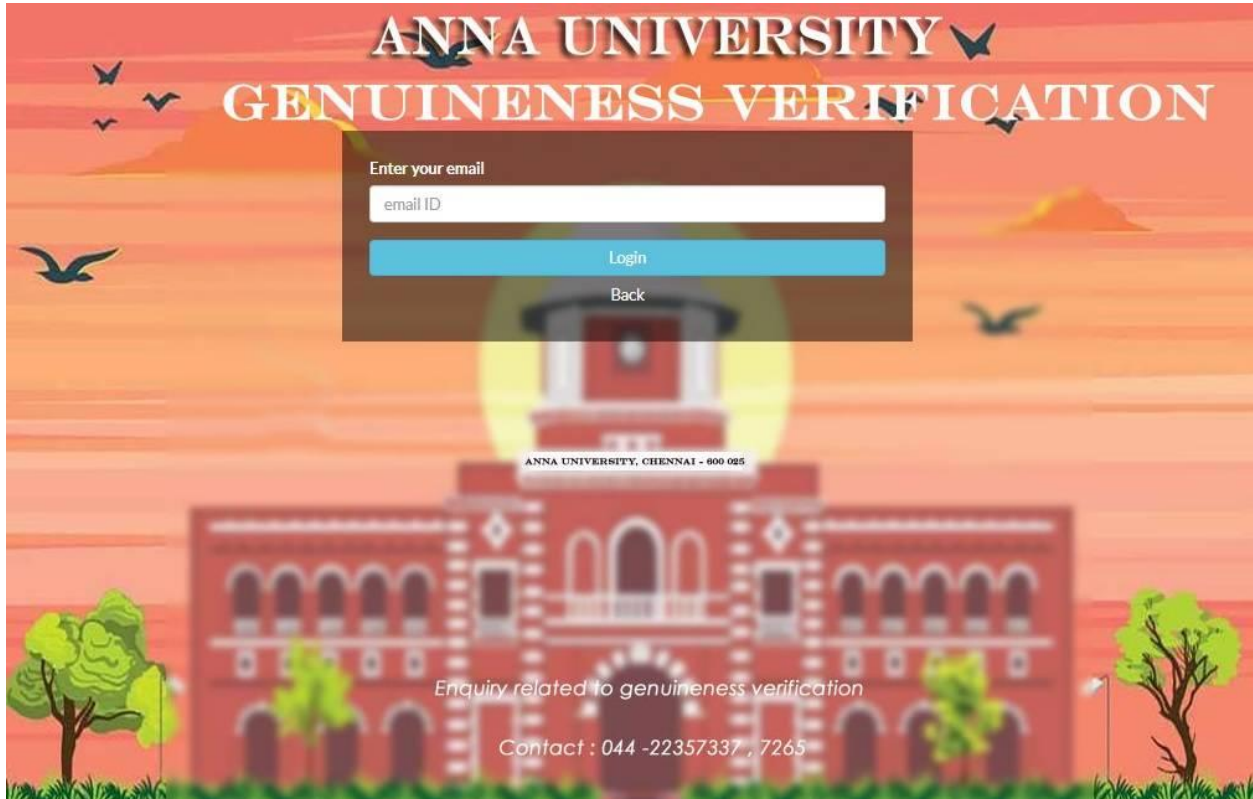 ANNA UNIVERSITY
GENUINENESS VERIFICATION
Enter your email
email ID
Login
Back
ANNA UNIVERSITY, CHENNAI - 600 025
Enquiry related to genuineness verification
Contact : 044 -22357337 , 7265